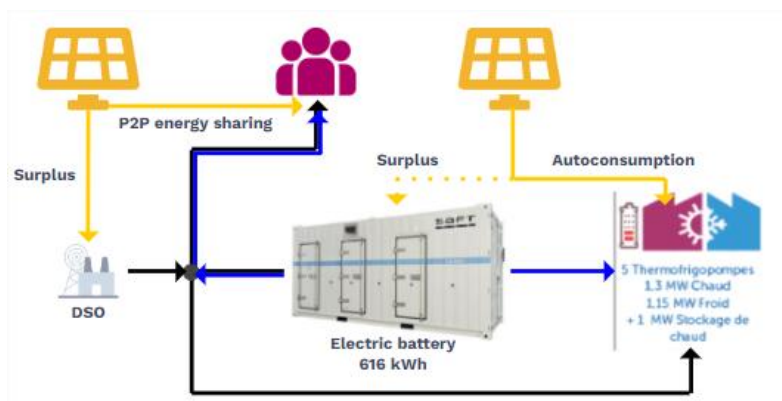 P2P energy sharing
Surplus
Surplus
Autoconsumption
SAFT
DSO
Electric battery
616 kWh
5 Thermofrigopompes
1.3 MW Chaud
1.15 MW Froid
+ 1 MW Stockage de
chaud